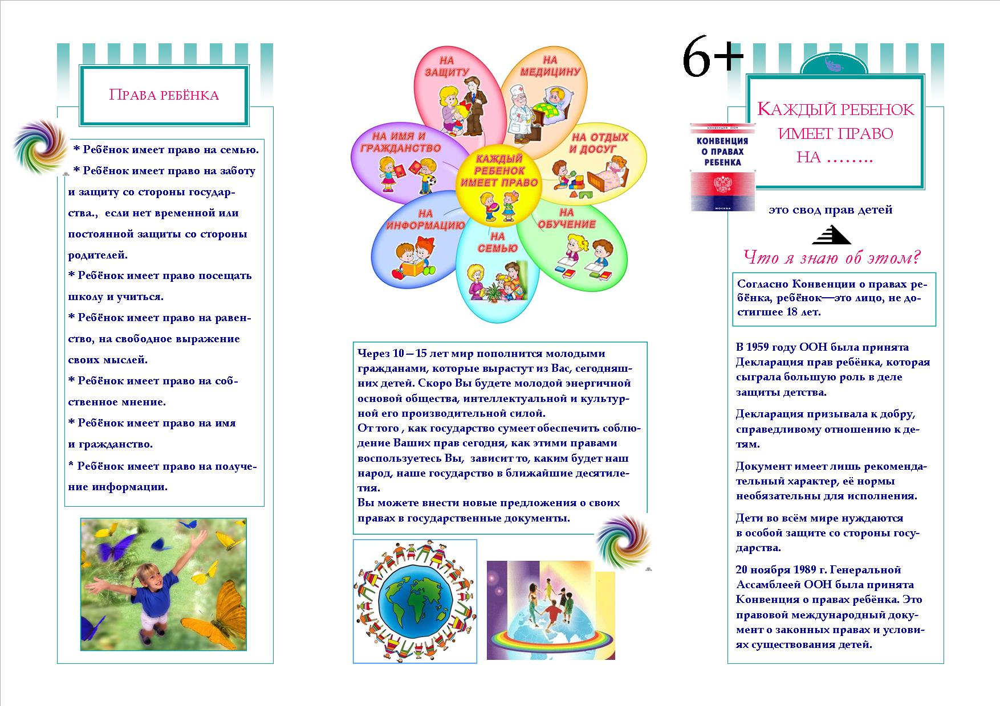 ПРАВА РЕБЁНКА
* Ребёнок имеет право на семью.
* Ребёнок имеет право на заботу
и защиту со стороны государ-
ства., если нет временной или
постоянной защиты со стороны
родителей.
* Ребёнок имеет право посещать
школу и учиться.
* Ребёнок имеет право на равен-
ство, на свободное выражение
своих мыслей.
* Ребёнок имеет право на соб-
ственное мнение.
* Ребёнок имеет право на имя
и гражданство.
* Ребёнок имеет право на получе-
ние информации.
НА
ЗАЩИТУ
НА
МЕДИЦИНУ
НА ИМЯ И
ГРАЖДАНСТВО
НА ОТДЫХ
И ДОСУГ
КАЖДЫЙ
РЕБЕНОК
ИМЕЕТ ПРАВО
НА
ИНФОРМАЦИЮ
НА
ОБУЧЕНИЕ
НА
СЕМЬЮ
Через 10—15 лет мир пополнится молодыми
гражданами, которые вырастут из Вас, сегодняш-
них детей. Скоро Вы будете молодой энергичной
основой общества, интеллектуальной и культур-
ной его производительной силой.
От того , как государство сумеет обеспечить соблю-
дение Ваших прав сегодня, как этими правами
воспользуетесь Вы, зависит то, каким будет наш
народ, наше государство в ближайшие десятиле-
тия.
Вы можете внести новые предложения о своих
правах в государственные документы.
6+
КАЖДЫЙ РЕБЕНОК
ИМЕЕТ ПРАВО
НА ……..
КОНВЕНЦИЯ ООН
КОНВЕНЦИЯ
О ПРАВАХ
РЕБЕНКА
МОСКВА
это свод прав детей
Что я знаю об этом?
Согласно Конвенции о правах ре-
бёнка, ребёнок—это лицо, не до-
стигшее 18 лет.
В 1959 году ООН была принята
Декларация прав ребёнка, которая
сыграла большую роль в деле
защиты детства.
Декларация призывала к добру,
справедливому отношению к де-
тям.
Документ имеет лишь рекоменда-
тельный характер, её нормы
необязательны для исполнения.
Дети во всём мире нуждаются
в особой защите со стороны госу-
дарства.
20 ноября 1989 г. Генеральной
Ассамблеей ООН была принята
Конвенция о правах ребёнка. Это
правовой международный доку-
мент о законных правах и услови-
ях существования детей.